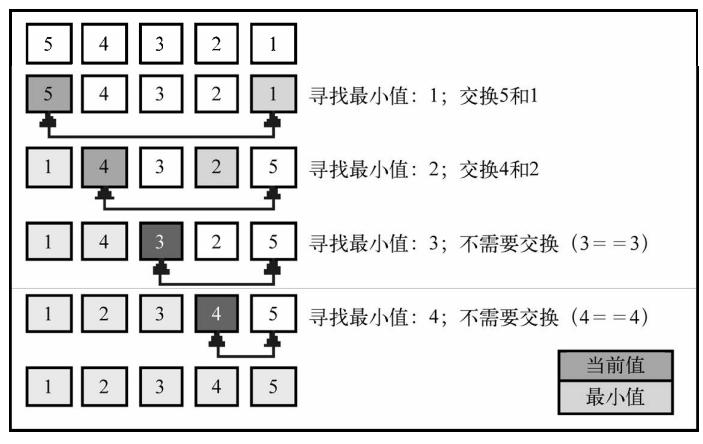 5 4 3 2 1
5 4 3 2 1 寻找最小值：1；交换5和1
1 4 3 2 5 寻找最小值：2；交换4和2
1 4 3 2 5 寻找最小值：3；不需要交换（3＝＝3）
1 2 3 4 5 寻找最小值：4；不需要交换（4＝＝4）
1 2 3 4 5
当前值
最小值